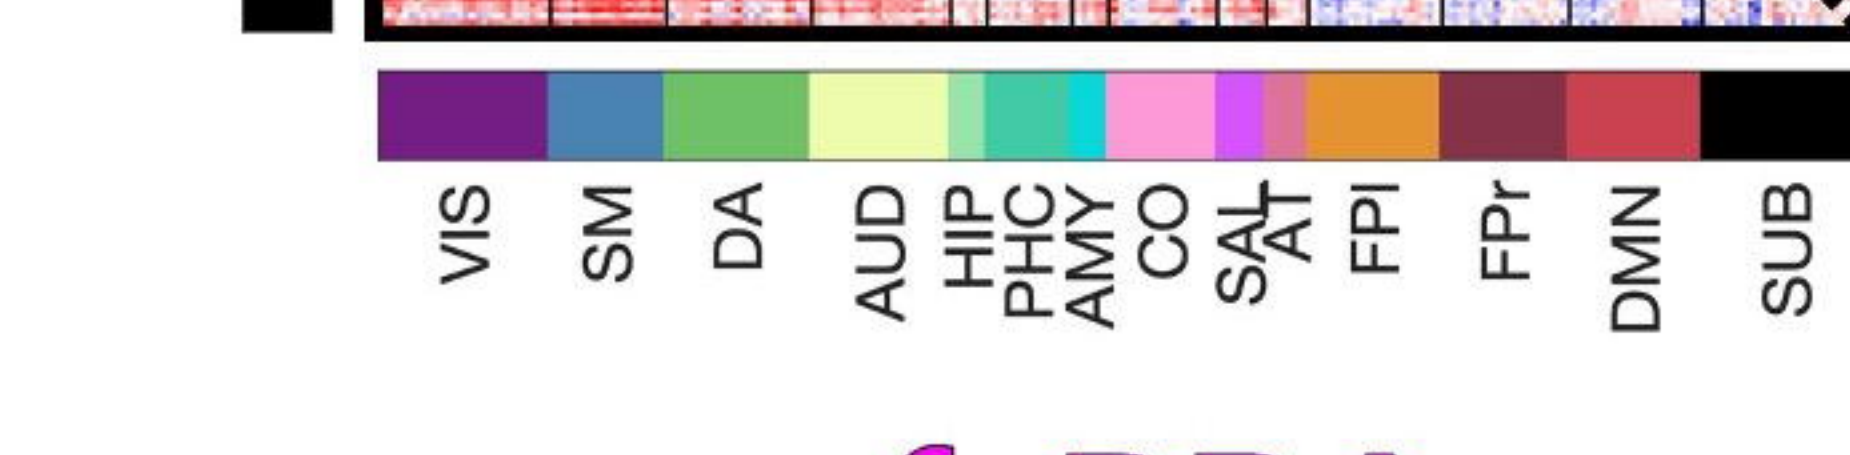 VIS
SM
DA
AUD
HIP
PHC
AMY
CO
SAL
AT
FPl
FPr
DMN
SUB